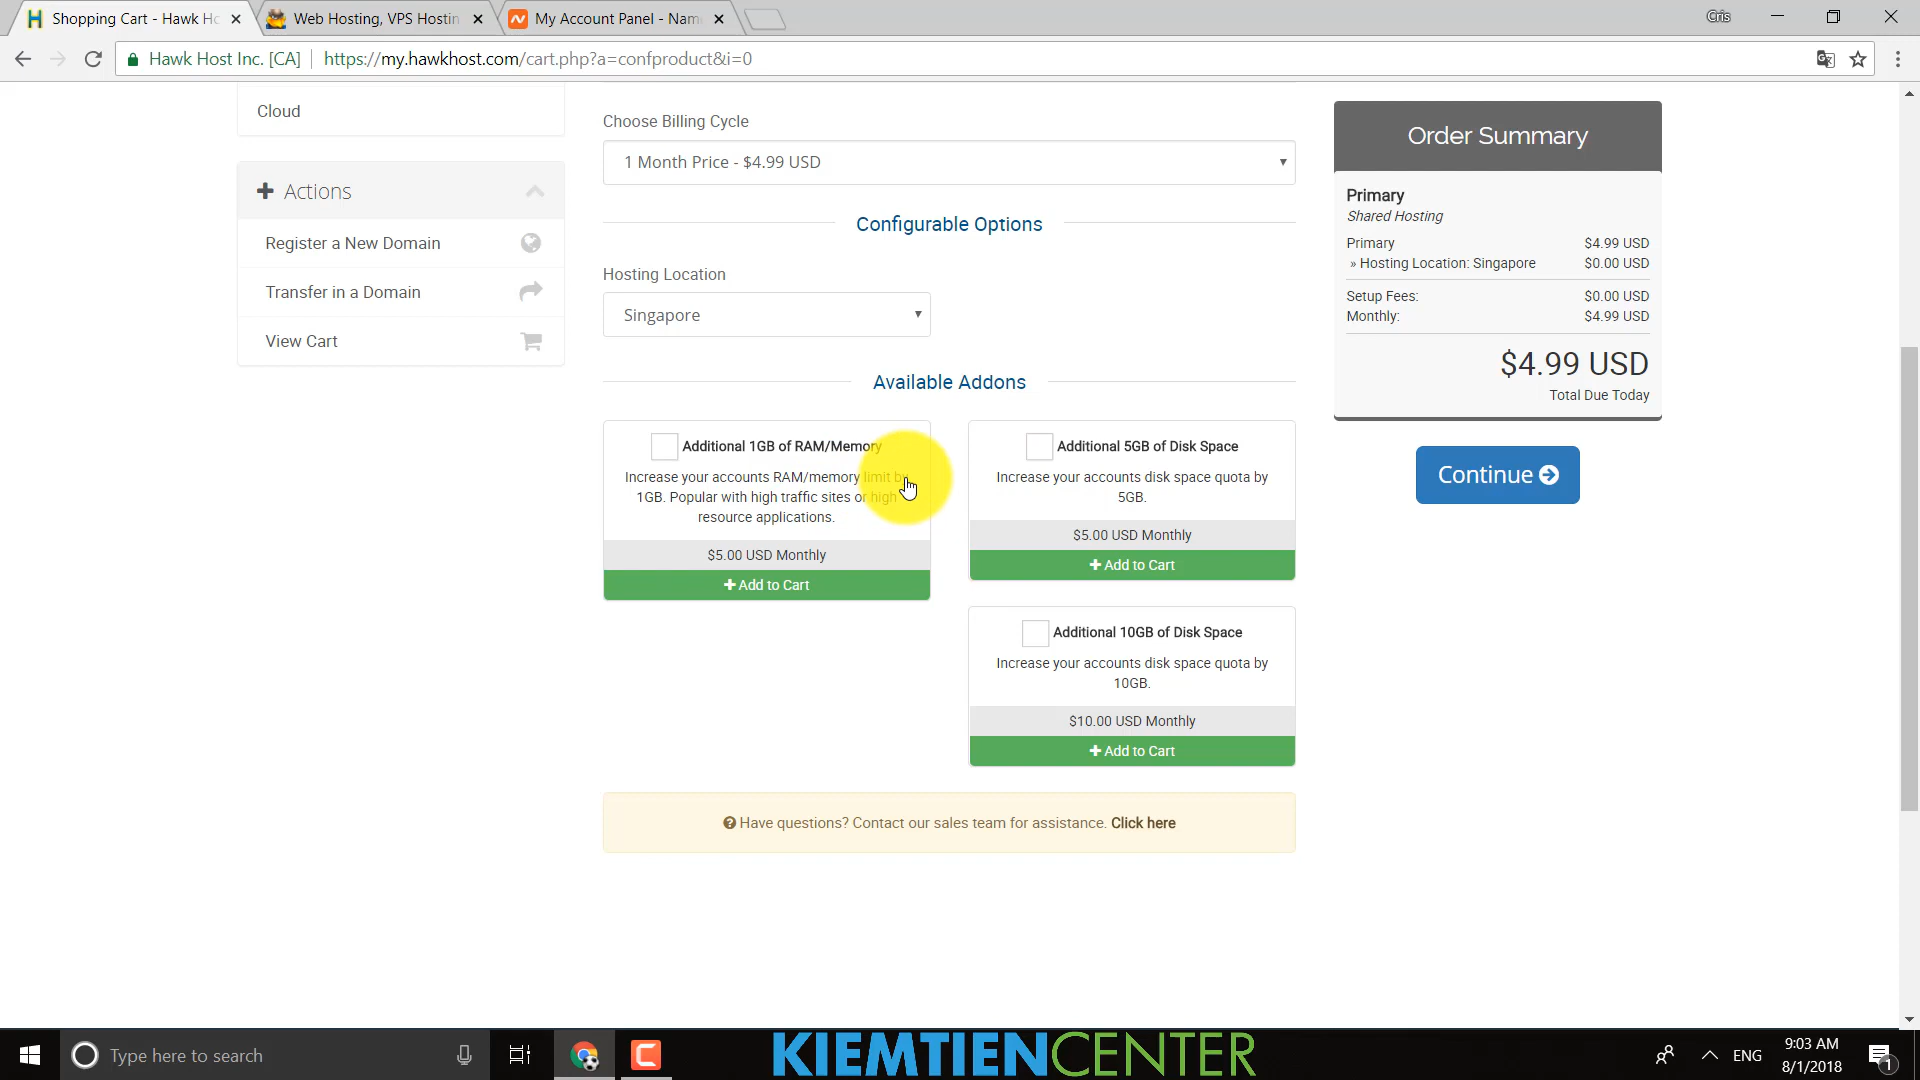 Shopping Cart - Hawk Ho
Web Hosting, VPS Hostin
My Account Panel - Nam
Cris
Hawk Host Inc. [CA]
https://my.hawkhost.com/cart.php?a=confproduct&i=0
Cloud
Actions
Register a New Domain
Transfer in a Domain
View Cart
Choose Billing Cycle
1 Month Price - $4.99 USD
Configurable Options
Hosting Location
Singapore
Available Addons
Additional 1GB of RAM/Memory
Increase your accounts RAM/memory limit by
1GB. Popular with high traffic sites or high
resource applications.
$5.00 USD Monthly
Add to Cart
Additional 5GB of Disk Space
Increase your accounts disk space quota by
5GB.
$5.00 USD Monthly
Add to Cart
Additional 10GB of Disk Space
Increase your accounts disk space quota by
10GB.
$10.00 USD Monthly
Add to Cart
Have questions? Contact our sales team for assistance. Click here
Order Summary
Primary
Shared Hosting
Primary $4.99 USD
» Hosting Location: Singapore $0.00 USD
Setup Fees: $0.00 USD
Monthly: $4.99 USD
$4.99 USD
Total Due Today
Continue
Type here to search
KIEMTIENCENTER
ENG
9:03 AM
8/1/2018
1